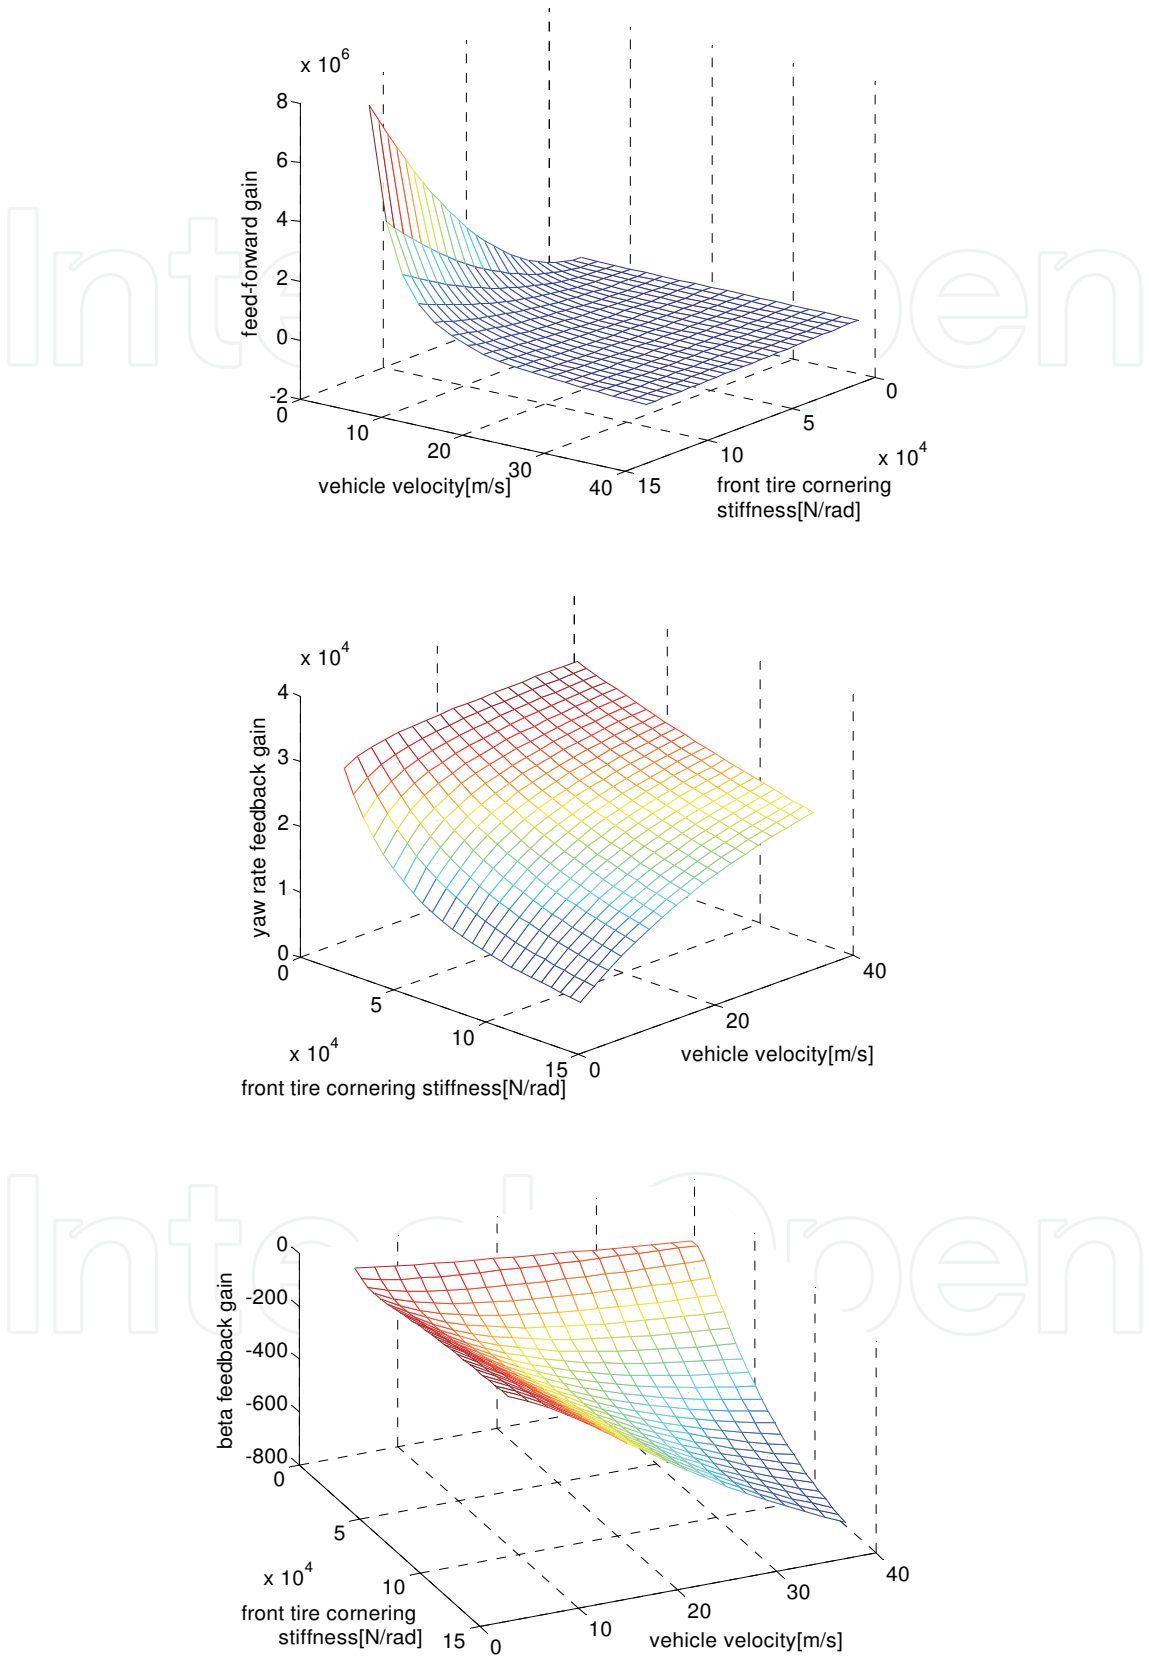 x 10^6
8
6
4
2
0
-2
feed-forward gain
0
10
20
30
40
vehicle velocity[m/s]
15
10
5
0
x 10^4
front tire cornering
stiffness[N/rad]
x 10^4
4
3
2
1
0
yaw rate feedback gain
0
5
10
15
x 10^4
front tire cornering stiffness[N/rad]
0
20
40
vehicle velocity[m/s]
0
-200
-400
-600
-800
beta feedback gain
0
5
10
15
x 10^4
front tire cornering
stiffness[N/rad]
0
10
20
30
40
vehicle velocity[m/s]